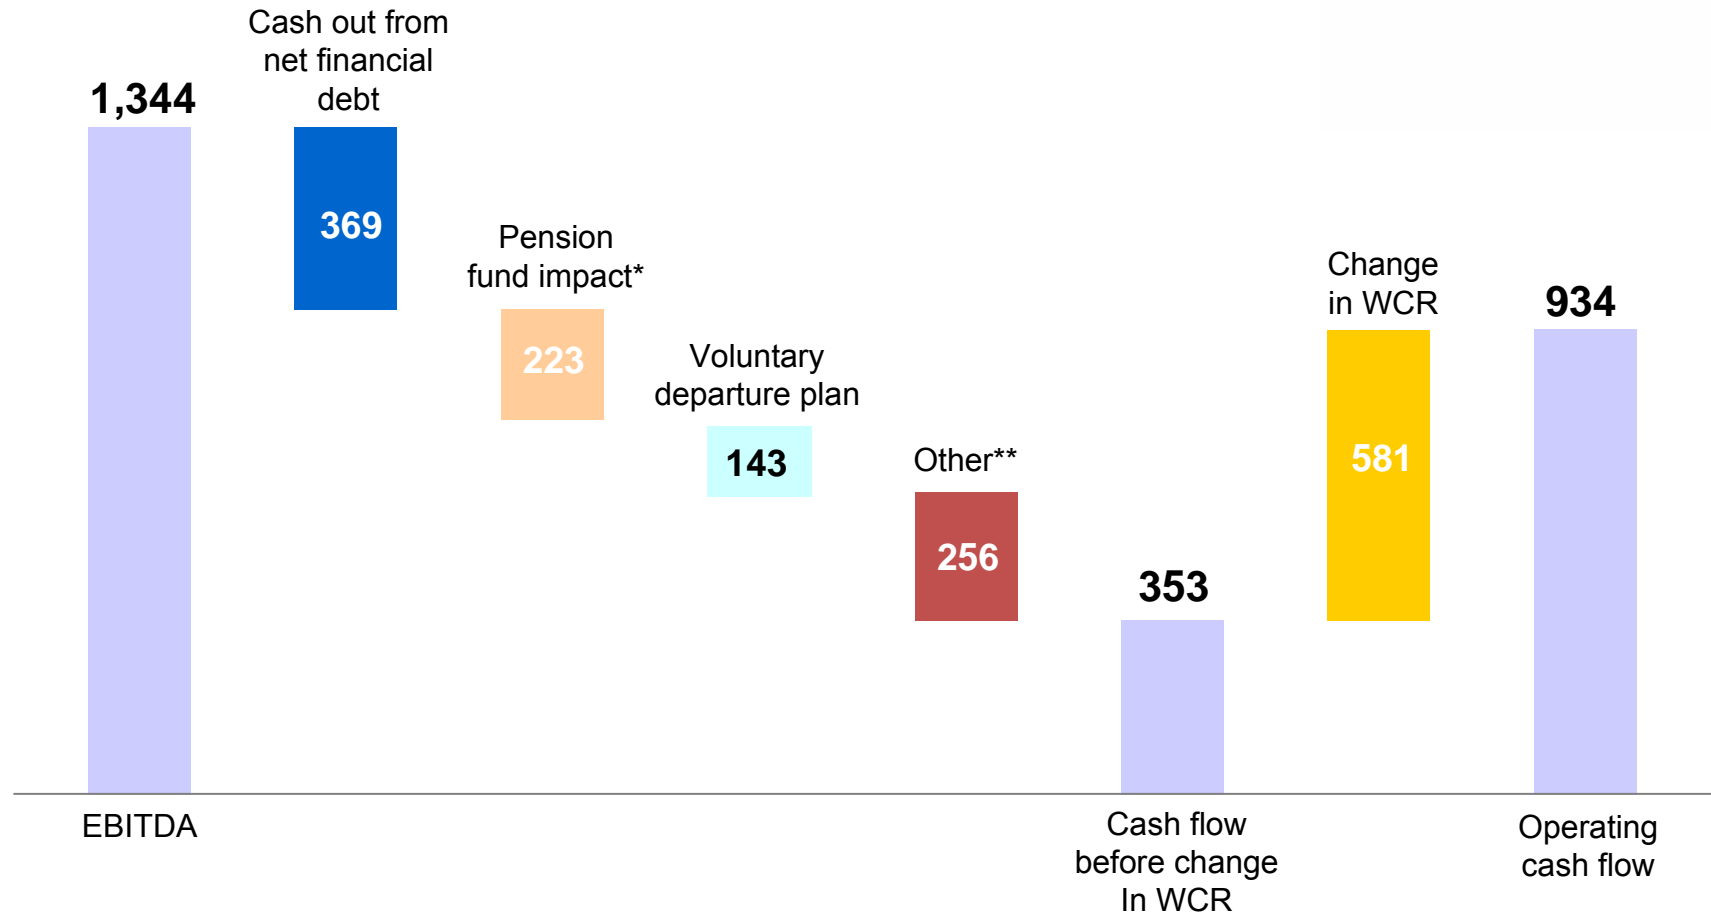 1,344
Cash out from
net financial
debt
369
Pension
fund impact*
223
Voluntary
departure plan
143
Other**
256
353
Change
in WCR
581
934
EBITDA
Cash flow
before change
In WCR
Operating
cash flow